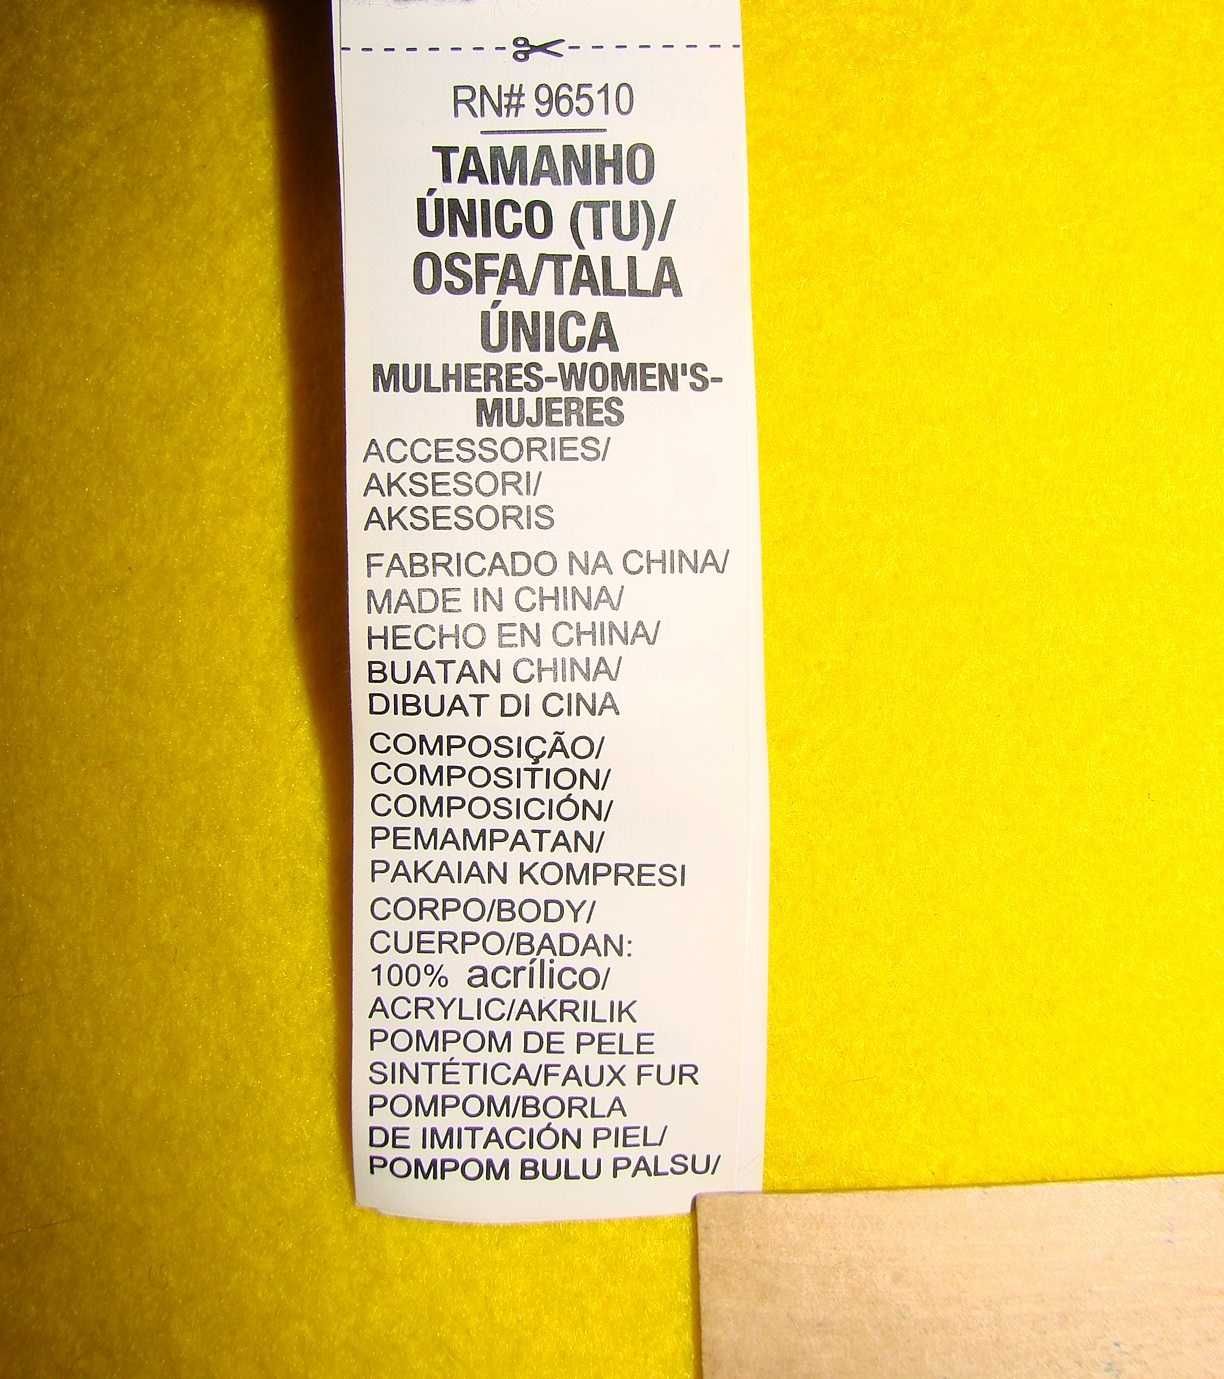 RN# 96510
TAMANHO
ÚNICO (TU)/
OSFA/TALLA
ÚNICA
MULHERES-WOMEN'S-
MUJERES
ACCESSORIES/
AKSESORI/
AKSESORIS
FABRICADO NA CHINA/
MADE IN CHINA/
HECHO EN CHINA/
BUATAN CHINA/
DIBUAT DI CINA
COMPOSIÇÃO/
COMPOSITION/
COMPOSICIÓN/
PEMAMPATAN/
PAKAIAN KOMPRESI
CORPO/BODY/
CUERPO/BADAN:
100% acrílico/
ACRYLIC/AKRILIK
POMPOM DE PELE
SINTÉTICA/FAUX FUR
POMPOM/BORLA
DE IMITACIÓN PIEL/
POMPOM BULU PALSU/